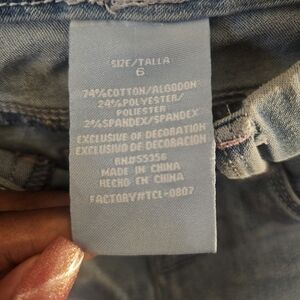 SIZE/TALLA
6
74%COTTON/ALGODON
24%POLYESTER/
POLIESTER
2%SPANDEX/SPANDEX
EXCLUSIVE OF DECORATION
EXCLUSIVO DE DECORACION
RN#55356
MADE IN CHINA
HECHO EN CHINA
FACTORY#TCL-0807